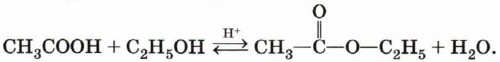 O
CH₃COOH + C₂H₅OH ⇄ H⁺ CH₃—C—O—C₂H₅ + H₂O.